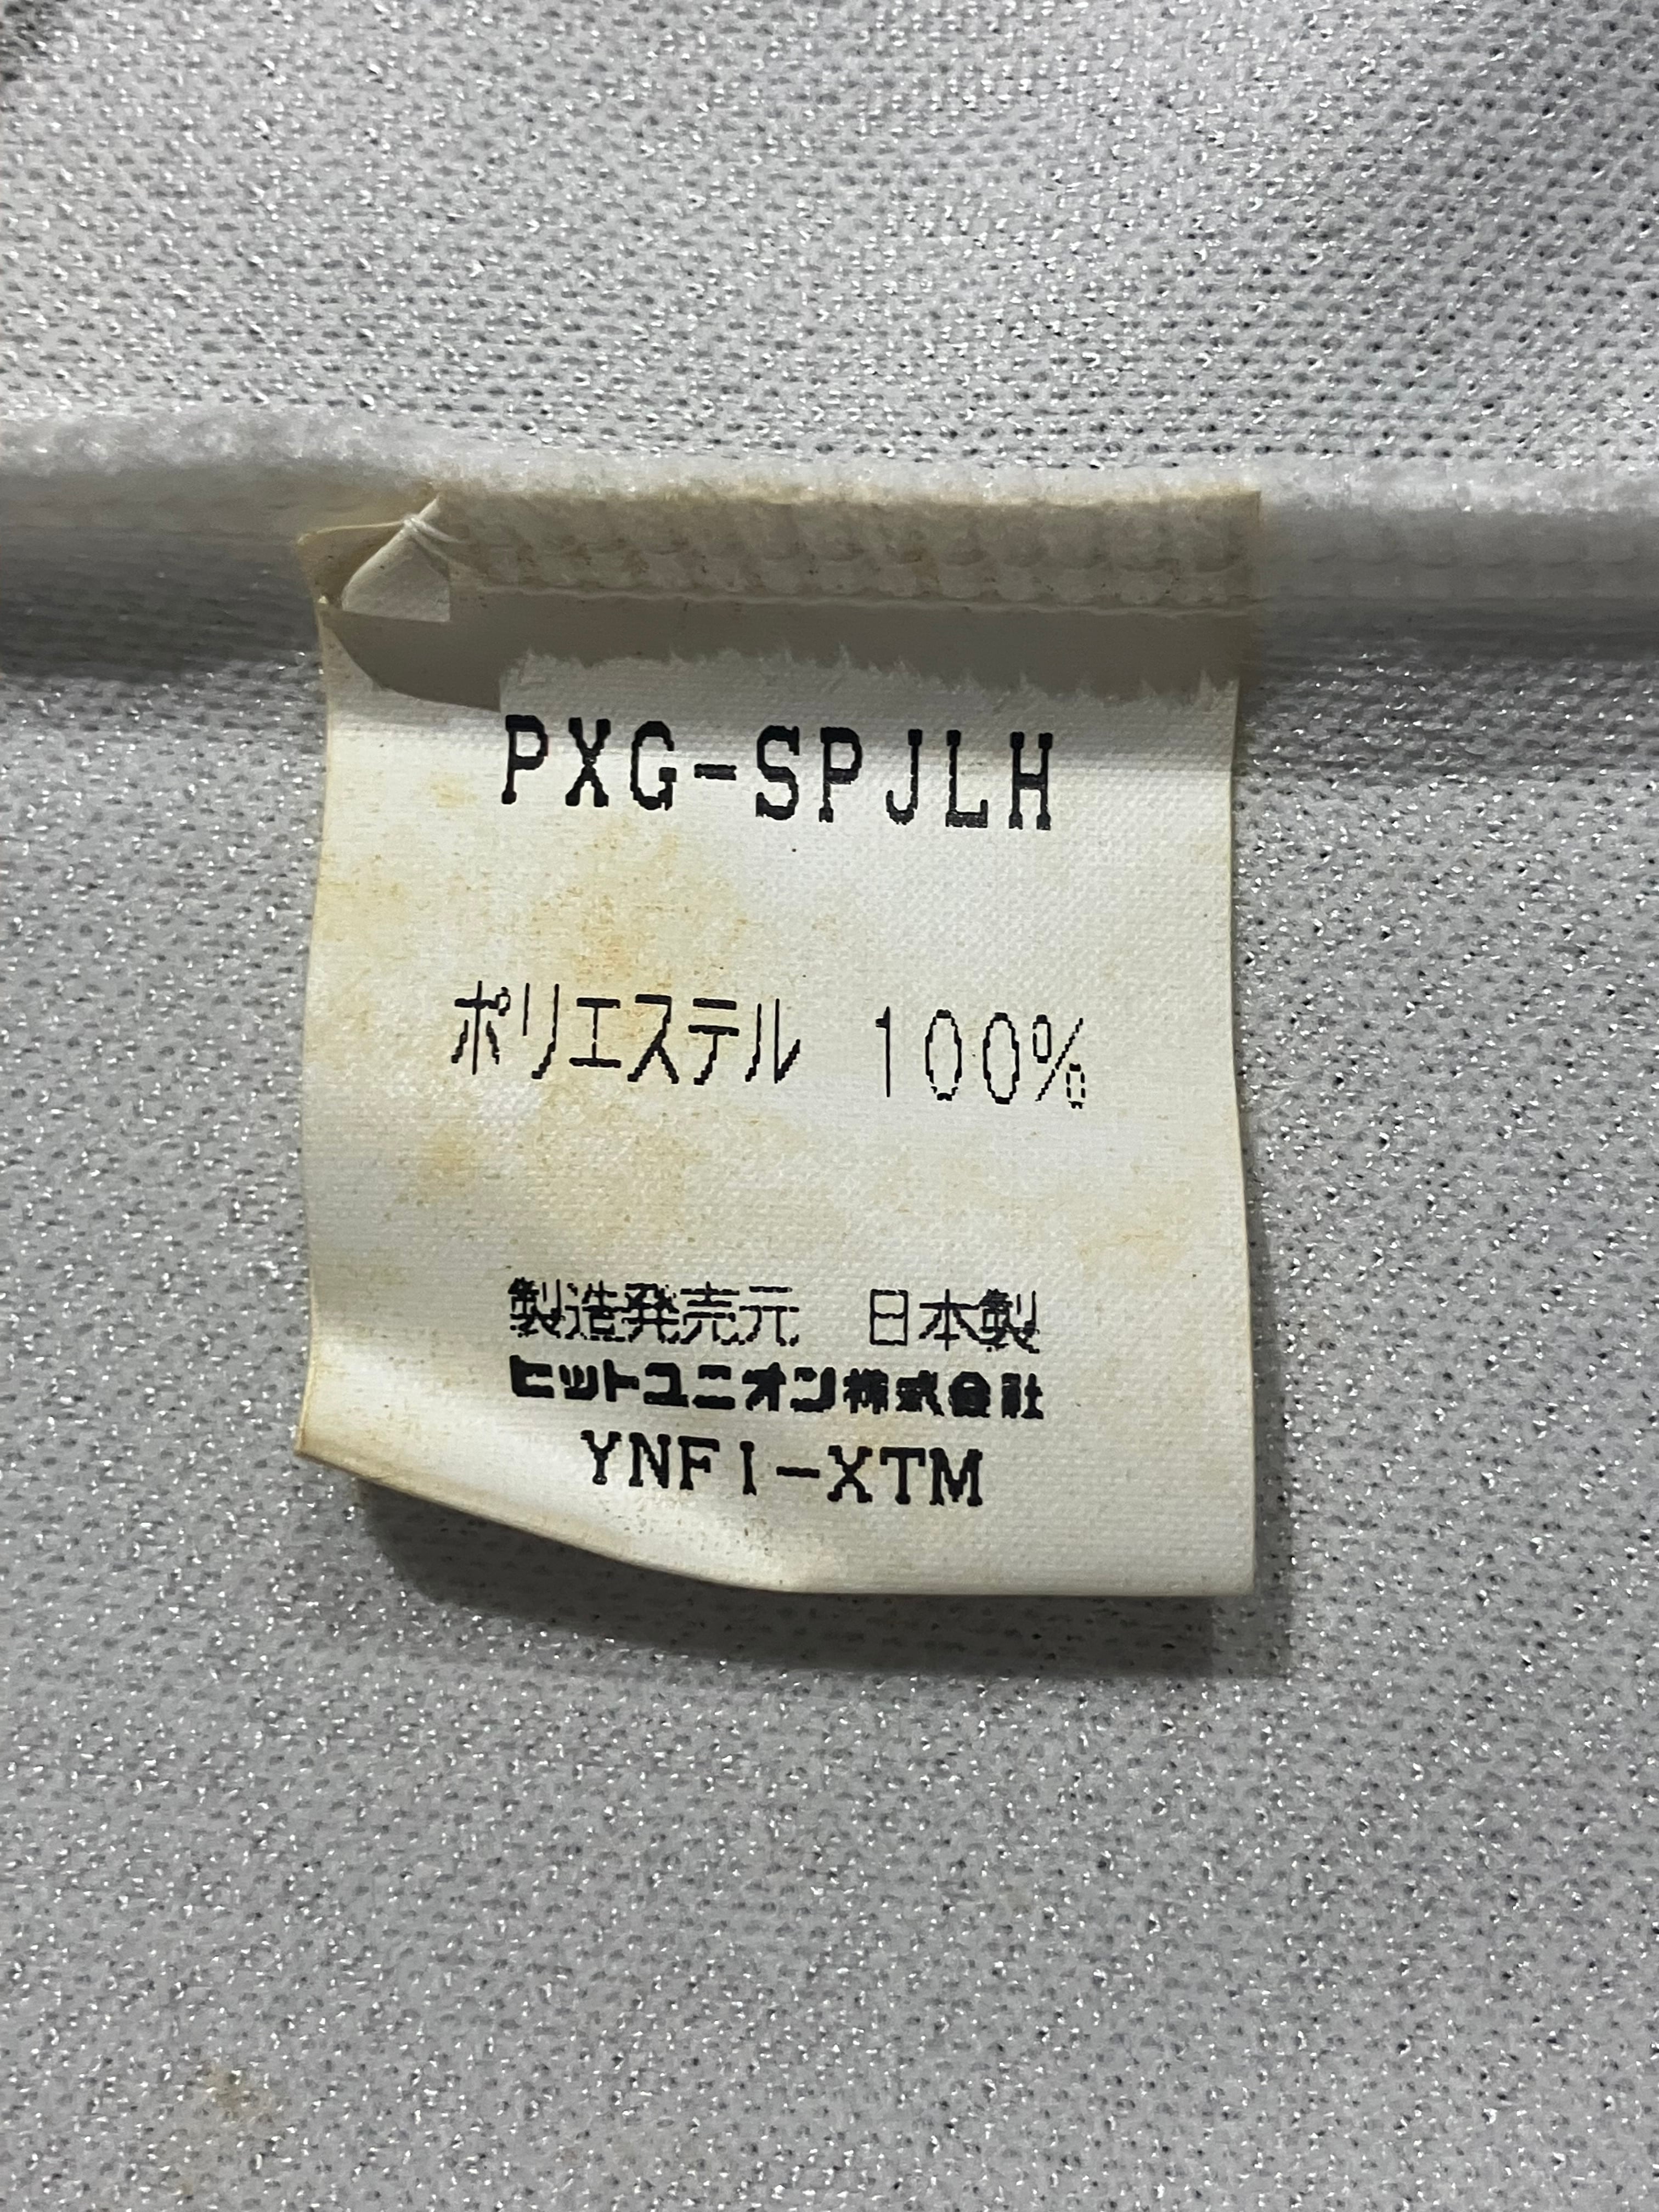 PXG-SPJLH
ポリエステル 100%
製造発売元 日本製
ヒットユニオン株式会社
YNFI-XTM